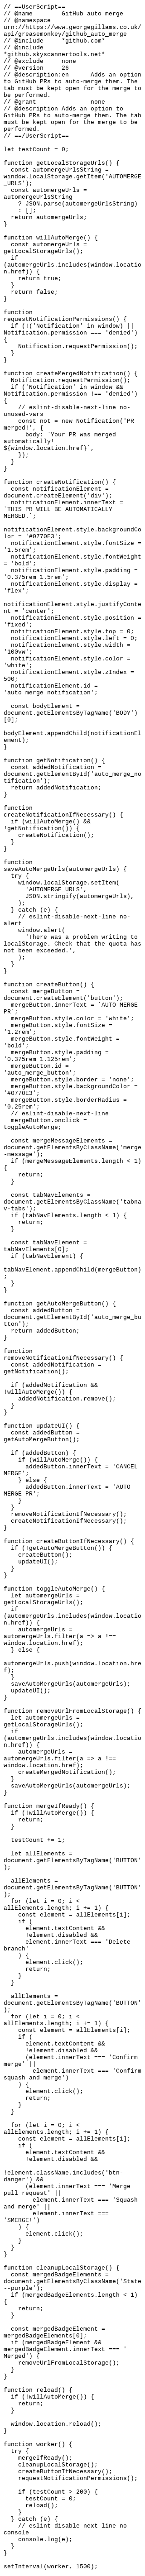 // ==UserScript==
// @name        GitHub auto merge
// @namespace
urn://https://www.georgegillams.co.uk/
api/greasemonkey/github_auto_merge
// @include     *github.com*
// @include
*github.skyscannertools.net*
// @exclude     none
// @version     26
// @description:en      Adds an option
to GitHub PRs to auto-merge them. The
tab must be kept open for the merge to
be performed.
// @grant               none
// @description Adds an option to
GitHub PRs to auto-merge them. The tab
must be kept open for the merge to be
performed.
// ==/UserScript==

let testCount = 0;

function getLocalStorageUrls() {
  const automergeUrlsString =
window.localStorage.getItem('AUTOMERGE
_URLS');
  const automergeUrls =
automergeUrlsString
    ? JSON.parse(automergeUrlsString)
    : [];
  return automergeUrls;
}

function willAutoMerge() {
  const automergeUrls =
getLocalStorageUrls();
  if
(automergeUrls.includes(window.locatio
n.href)) {
    return true;
  }
  return false;
}

function
requestNotificationPermissions() {
  if (!('Notification' in window) ||
Notification.permission === 'denied')
{
    Notification.requestPermission();
  }
}

function createMergedNotification() {
  Notification.requestPermission();
  if ('Notification' in window &&
Notification.permission !== 'denied')
{
    // eslint-disable-next-line no-
unused-vars
    const not = new Notification('PR
merged!', {
      body: `Your PR was merged
automatically!
${window.location.href}`,
    });
  }
}

function createNotification() {
  const notificationElement =
document.createElement('div');
  notificationElement.innerText =
`THIS PR WILL BE AUTOMATICALLY
MERGED.`;

notificationElement.style.backgroundCo
lor = '#0770E3';
  notificationElement.style.fontSize =
'1.5rem';
  notificationElement.style.fontWeight
= 'bold';
  notificationElement.style.padding =
'0.375rem 1.5rem';
  notificationElement.style.display =
'flex';

notificationElement.style.justifyConte
nt = 'center';
  notificationElement.style.position =
'fixed';
  notificationElement.style.top = 0;
  notificationElement.style.left = 0;
  notificationElement.style.width =
'100vw';
  notificationElement.style.color =
'white';
  notificationElement.style.zIndex =
500;
  notificationElement.id =
'auto_merge_notification';

  const bodyElement =
document.getElementsByTagName('BODY')
[0];

bodyElement.appendChild(notificationEl
ement);
}

function getNotification() {
  const addedNotification =
document.getElementById('auto_merge_no
tification');
  return addedNotification;
}

function
createNotificationIfNecessary() {
  if (willAutoMerge() &&
!getNotification()) {
    createNotification();
  }
}

function
saveAutoMergeUrls(automergeUrls) {
  try {
    window.localStorage.setItem(
      'AUTOMERGE_URLS',
      JSON.stringify(automergeUrls),
    );
  } catch (e) {
    // eslint-disable-next-line no-
alert
    window.alert(
      'There was a problem writing to
localStorage. Check that the quota has
not been exceeded.',
    );
  }
}

function createButton() {
  const mergeButton =
document.createElement('button');
  mergeButton.innerText = `AUTO MERGE
PR`;
  mergeButton.style.color = 'white';
  mergeButton.style.fontSize =
'1.2rem';
  mergeButton.style.fontWeight =
'bold';
  mergeButton.style.padding =
'0.375rem 1.125rem';
  mergeButton.id =
'auto_merge_button';
  mergeButton.style.border = 'none';
  mergeButton.style.backgroundColor =
'#0770E3';
  mergeButton.style.borderRadius =
'0.25rem';
  // eslint-disable-next-line
  mergeButton.onclick =
toggleAutoMerge;

  const mergeMessageElements =
document.getElementsByClassName('merge
-message');
  if (mergeMessageElements.length < 1)
{
    return;
  }

  const tabNavElements =
document.getElementsByClassName('tabna
v-tabs');
  if (tabNavElements.length < 1) {
    return;
  }

  const tabNavElement =
tabNavElements[0];
  if (tabNavElement) {

tabNavElement.appendChild(mergeButton)
;
  }
}

function getAutoMergeButton() {
  const addedButton =
document.getElementById('auto_merge_bu
tton');
  return addedButton;
}

function
removeNotificationIfNecessary() {
  const addedNotification =
getNotification();

  if (addedNotification &&
!willAutoMerge()) {
    addedNotification.remove();
  }
}

function updateUI() {
  const addedButton =
getAutoMergeButton();

  if (addedButton) {
    if (willAutoMerge()) {
      addedButton.innerText = 'CANCEL
MERGE';
    } else {
      addedButton.innerText = 'AUTO
MERGE PR';
    }
  }
  removeNotificationIfNecessary();
  createNotificationIfNecessary();
}

function createButtonIfNecessary() {
  if (!getAutoMergeButton()) {
    createButton();
    updateUI();
  }
}

function toggleAutoMerge() {
  let automergeUrls =
getLocalStorageUrls();
  if
(automergeUrls.includes(window.locatio
n.href)) {
    automergeUrls =
automergeUrls.filter(a => a !==
window.location.href);
  } else {

automergeUrls.push(window.location.hre
f);
  }
  saveAutoMergeUrls(automergeUrls);
  updateUI();
}

function removeUrlFromLocalStorage() {
  let automergeUrls =
getLocalStorageUrls();
  if
(automergeUrls.includes(window.locatio
n.href)) {
    automergeUrls =
automergeUrls.filter(a => a !==
window.location.href);
    createMergedNotification();
  }
  saveAutoMergeUrls(automergeUrls);
}

function mergeIfReady() {
  if (!willAutoMerge()) {
    return;
  }

  testCount += 1;

  let allElements =
document.getElementsByTagName('BUTTON'
);

  allElements =
document.getElementsByTagName('BUTTON'
);
  for (let i = 0; i <
allElements.length; i += 1) {
    const element = allElements[i];
    if (
      element.textContent &&
      !element.disabled &&
      element.innerText === 'Delete
branch'
    ) {
      element.click();
      return;
    }
  }

  allElements =
document.getElementsByTagName('BUTTON'
);
  for (let i = 0; i <
allElements.length; i += 1) {
    const element = allElements[i];
    if (
      element.textContent &&
      !element.disabled &&
      (element.innerText === 'Confirm
merge' ||
        element.innerText === 'Confirm
squash and merge')
    ) {
      element.click();
      return;
    }
  }

  for (let i = 0; i <
allElements.length; i += 1) {
    const element = allElements[i];
    if (
      element.textContent &&
      !element.disabled &&

!element.className.includes('btn-
danger') &&
      (element.innerText === 'Merge
pull request' ||
        element.innerText === 'Squash
and merge' ||
        element.innerText ===
'SMERGE!')
    ) {
      element.click();
    }
  }
}

function cleanupLocalStorage() {
  const mergedBadgeElements =
document.getElementsByClassName('State
--purple');
  if (mergedBadgeElements.length < 1)
{
    return;
  }

  const mergedBadgeElement =
mergedBadgeElements[0];
  if (mergedBadgeElement &&
mergedBadgeElement.innerText === '
Merged') {
    removeUrlFromLocalStorage();
  }
}

function reload() {
  if (!willAutoMerge()) {
    return;
  }

  window.location.reload();
}

function worker() {
  try {
    mergeIfReady();
    cleanupLocalStorage();
    createButtonIfNecessary();
    requestNotificationPermissions();

    if (testCount > 200) {
      testCount = 0;
      reload();
    }
  } catch (e) {
    // eslint-disable-next-line no-
console
    console.log(e);
  }
}

setInterval(worker, 1500);